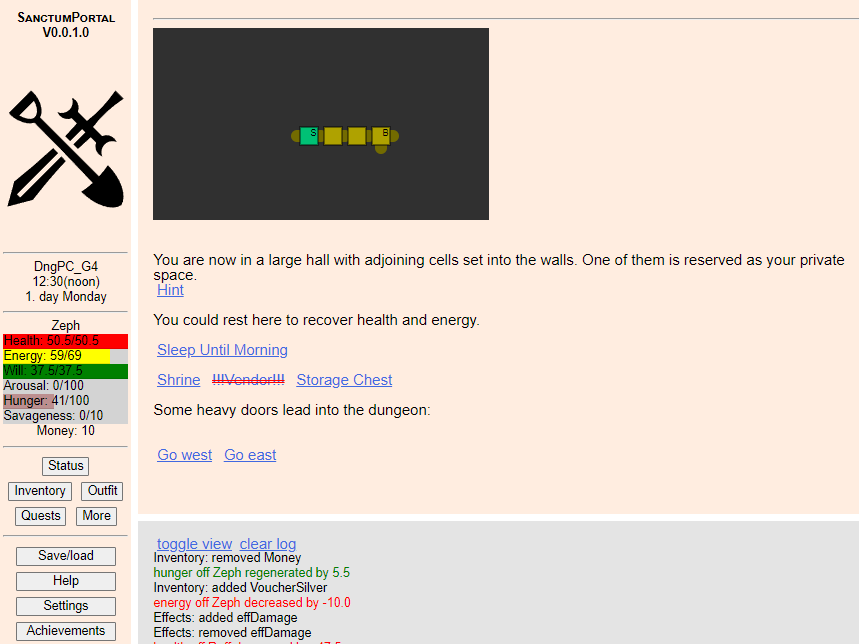 SanctumPortal
V0.0.1.0
DngPC_G4
12:30(noon)
1. day Monday
Zeph
Health: 50.5/50.5
Energy: 59/69
Will: 37.5/37.5
Arousal: 0/100
Hunger: 41/100
Savageness: 0/10
Money: 10
Status
Inventory Outfit
Quests More
Save/load
Help
Settings
Achievements
S B
You are now in a large hall with adjoining cells set into the walls. One of them is reserved as your private
space.
Hint
You could rest here to recover health and energy.
Sleep Until Morning
Shrine !!!Vendor!!! Storage Chest
Some heavy doors lead into the dungeon:
Go west Go east
toggle view clear log
Inventory: removed Money
hunger off Zeph regenerated by 5.5
Inventory: added VoucherSilver
energy off Zeph decreased by -10.0
Effects: added effDamage
Effects: removed effDamage